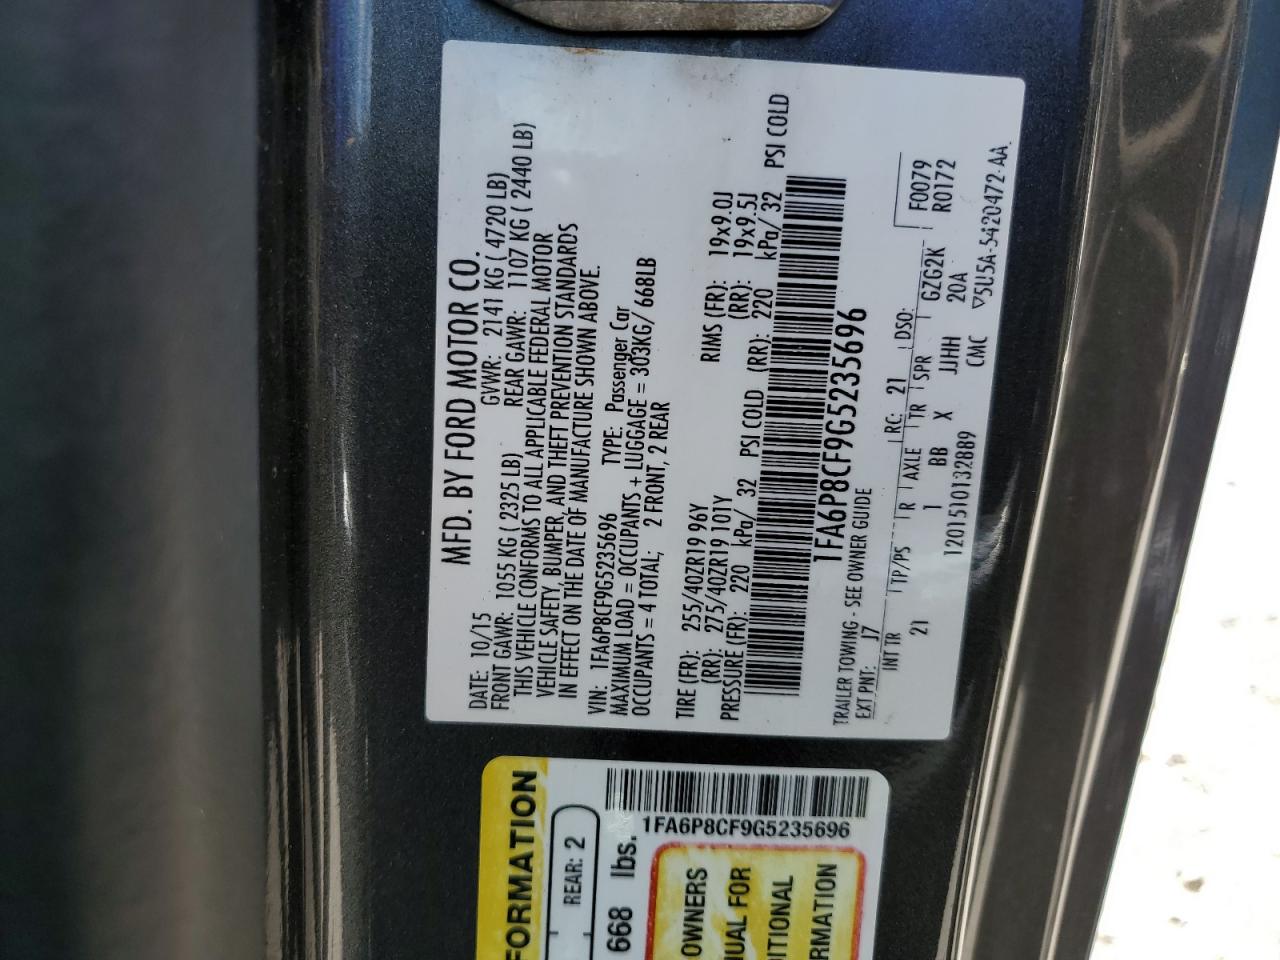 MFD. BY FORD MOTOR CO.
DATE: 10/15 GVWR: 2141 KG ( 4720 LB)
FRONT GAWR: 1055 KG ( 2325 LB) REAR GAWR: 1107 KG ( 2440 LB)
THIS VEHICLE CONFORMS TO ALL APPLICABLE FEDERAL MOTOR
VEHICLE SAFETY, BUMPER, AND THEFT PREVENTION STANDARDS
IN EFFECT ON THE DATE OF MANUFACTURE SHOWN ABOVE.
VIN: 1FA6P8CF9G5235696 TYPE: Passenger Car
MAXIMUM LOAD = OCCUPANTS + LUGGAGE = 303KG/ 668LB
OCCUPANTS = 4 TOTAL; 2 FRONT, 2 REAR
TIRE (FR): 255/40ZR19 96Y RIMS (FR): 19x9.0J
(RR): 275/40ZR19 101Y (RR): 19x9.5J
PRESSURE (FR): 220 kPa/ 32 PSI COLD (RR): 220 kPa/ 32 PSI COLD
1FA6P8CF9G5235696
TRAILER TOWING - SEE OWNER GUIDE
EXT PNT: J7 RC: 21 DSO: F0079
R0172
INT TR TP/PS R AXLE TR SPR GZG2K
21 1 BB X JJHH 20A
12015101328​89 CMC ▽5U5A-5420472-AA
FORMATION
REAR: 2
668 lbs.
1FA6P8CF9G5235696
OWNERS
UAL FOR
ITIONAL
RMATION